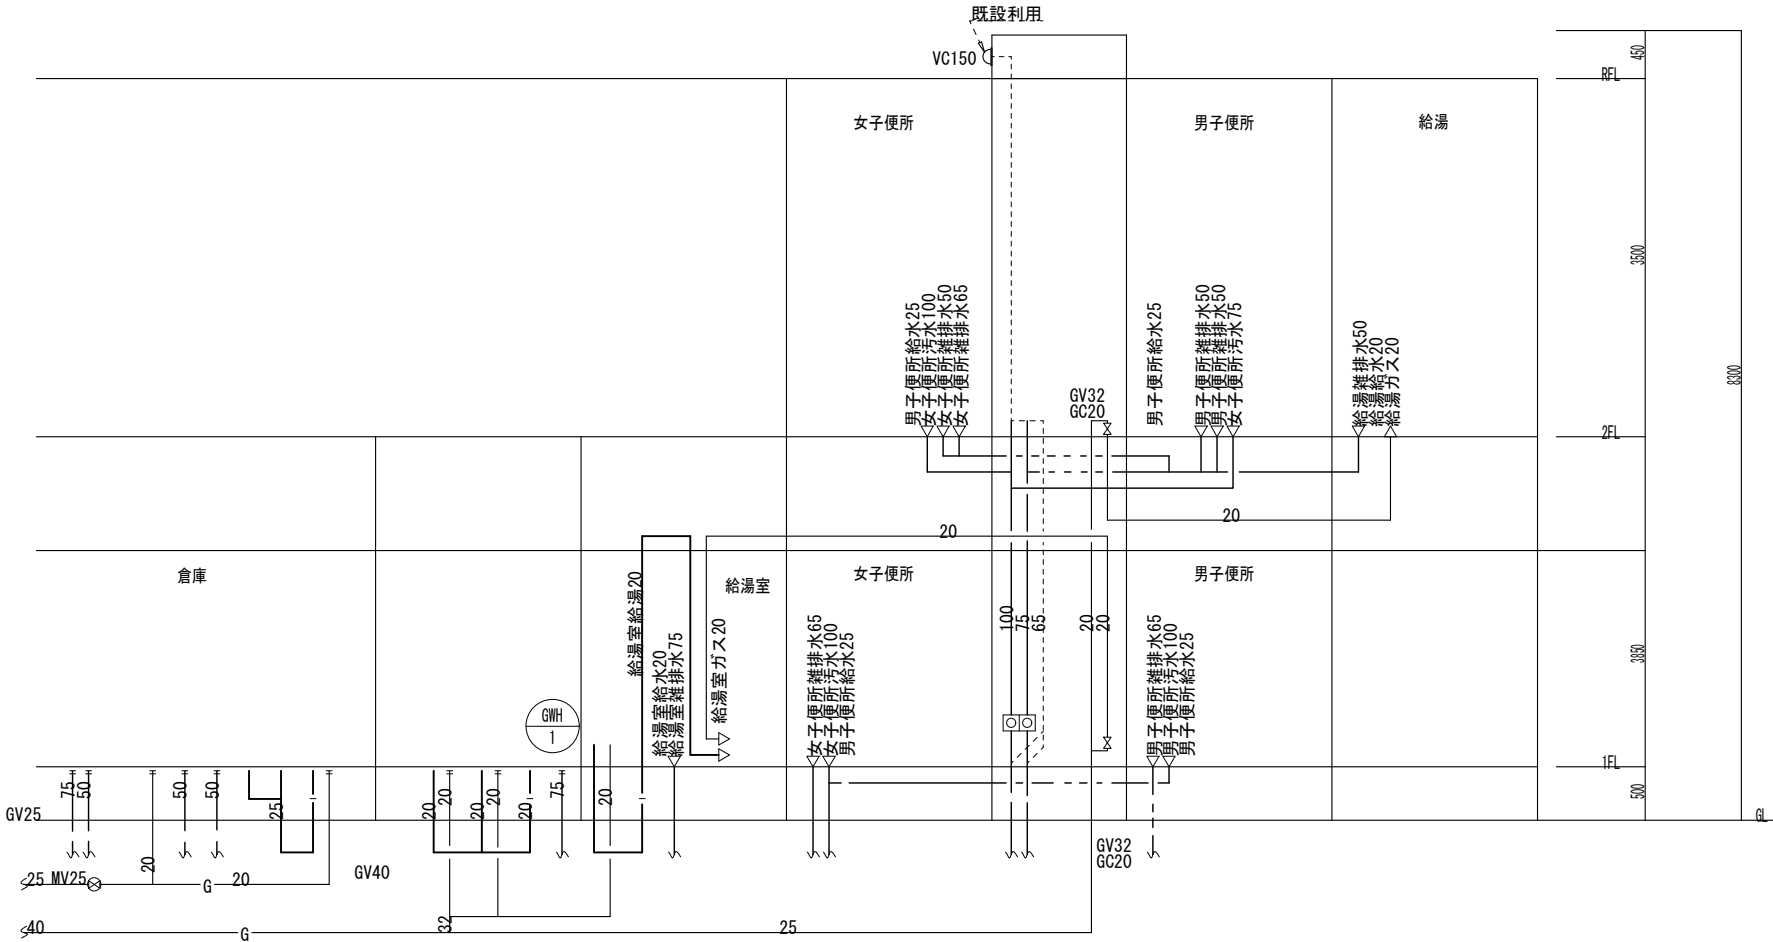 既設利用
VC150
450
RFL
女子便所
男子便所
給湯
3500
8300
男子便所給水25
女子便所汚水100
女子便所雑排水50
女子便所雑排水65
GV32
GC20
男子便所給水25
男子便所雑排水50
男子便所雑排水50
女子便所汚水75
給湯雑排水50
給湯給水20
給湯ガス20
2FL
20
20
倉庫
給湯室
女子便所
男子便所
給湯室給湯20
給湯室給水20
給湯室雑排水75
給湯室ガス20
女子便所雑排水65
女子便所汚水100
男子便所給水25
100
75
65
20
20
男子便所雑排水65
男子便所汚水100
男子便所給水25
3850
GWH
1
1FL
75
50
50
50
25
20
20
20
20
20
75
20
500
GV25
GL
20
GV40
GV32
GC20
25
MV25
G
20
40
G
32
25